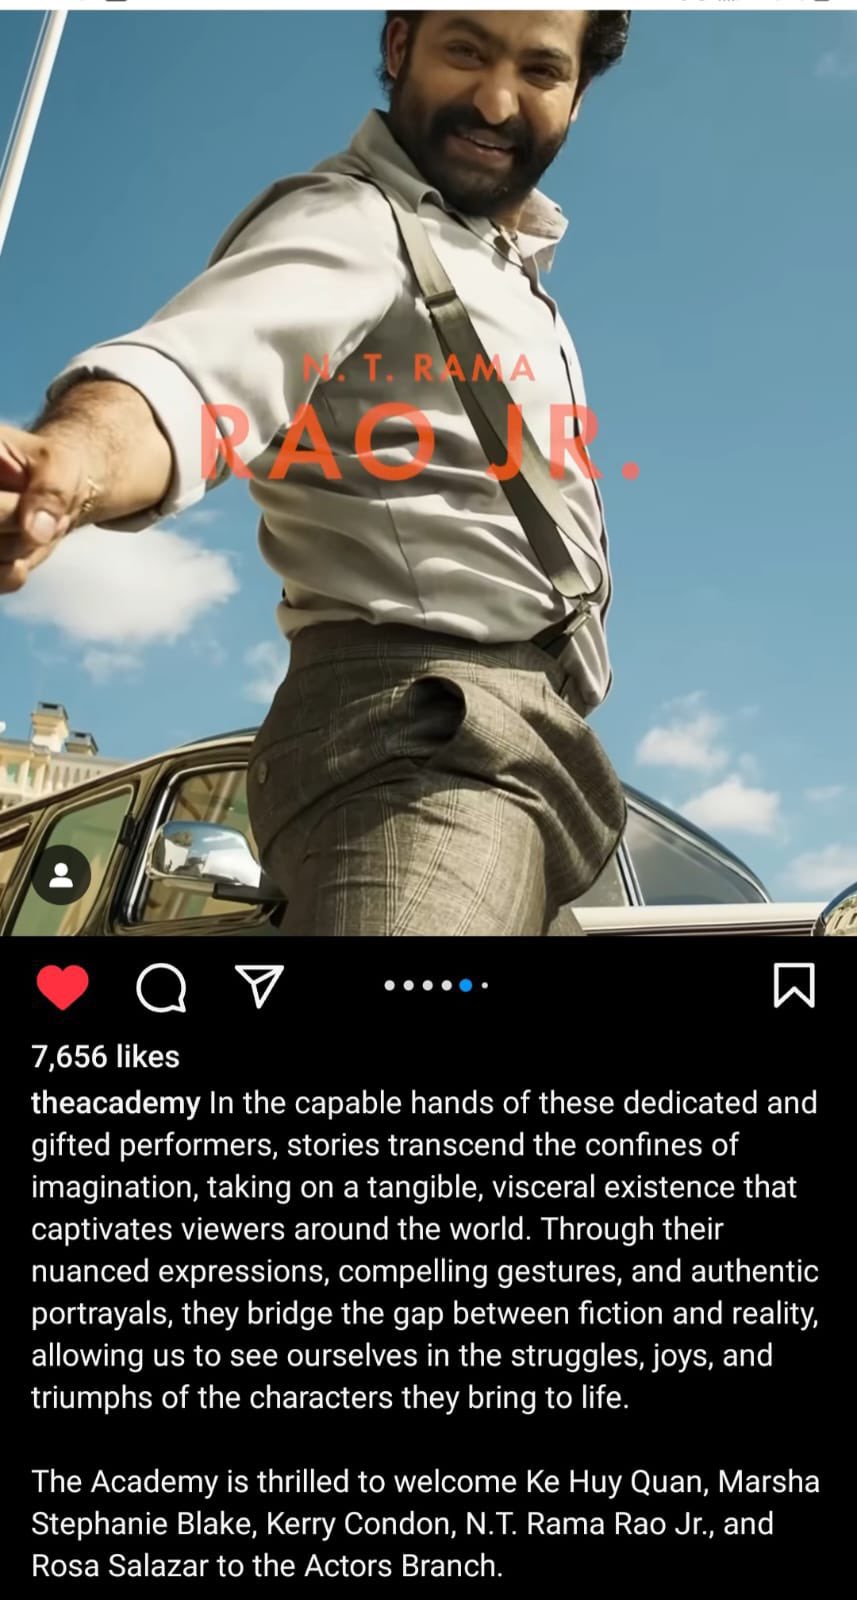 N. T. RAMA
RAO JR.
7,656 likes
theacademy In the capable hands of these dedicated and
gifted performers, stories transcend the confines of
imagination, taking on a tangible, visceral existence that
captivates viewers around the world. Through their
nuanced expressions, compelling gestures, and authentic
portrayals, they bridge the gap between fiction and reality,
allowing us to see ourselves in the struggles, joys, and
triumphs of the characters they bring to life.
The Academy is thrilled to welcome Ke Huy Quan, Marsha
Stephanie Blake, Kerry Condon, N.T. Rama Rao Jr., and
Rosa Salazar to the Actors Branch.